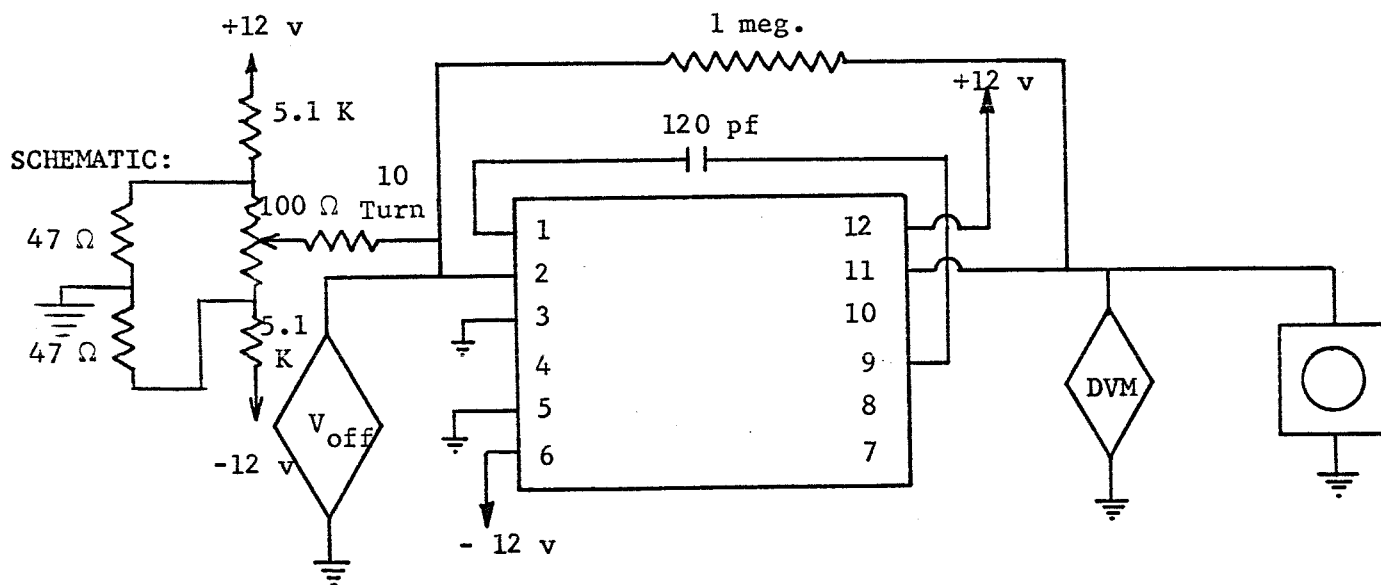 +12 v
1 meg.
+12 v
5.1 K
120 pf
SCHEMATIC:
10
100 Ω Turn
47 Ω
1
12
2
11
3
10
47 Ω
5.1
K
4
9
DVM
5
8
V off
6
7
-12 v
- 12 v